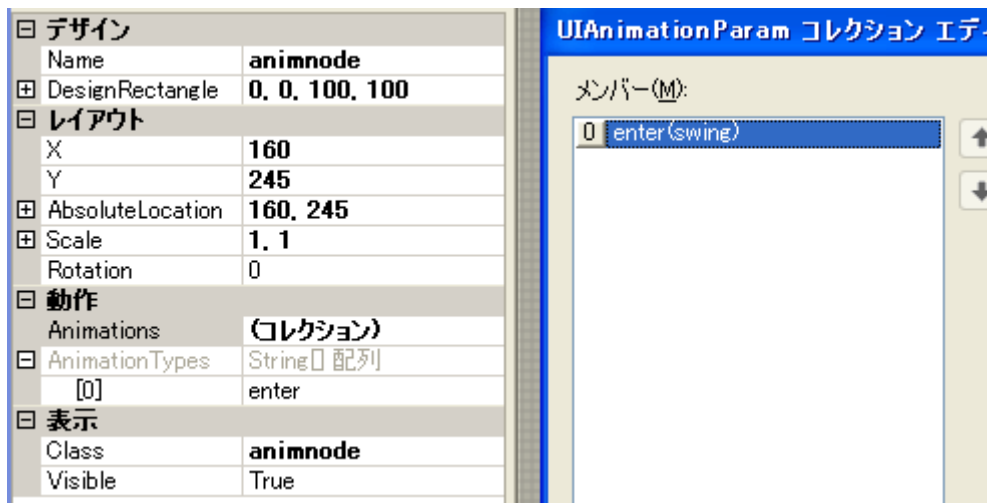 デザイン
Name animnode
DesignRectangle 0, 0, 100, 100
レイアウト
X 160
Y 245
AbsoluteLocation 160, 245
Scale 1, 1
Rotation 0
動作
Animations (コレクション)
AnimationTypes String[] 配列
[0] enter
表示
Class animnode
Visible True
UIAnimationParam コレクション エディ
メンバー(M):
0 enter(swing)